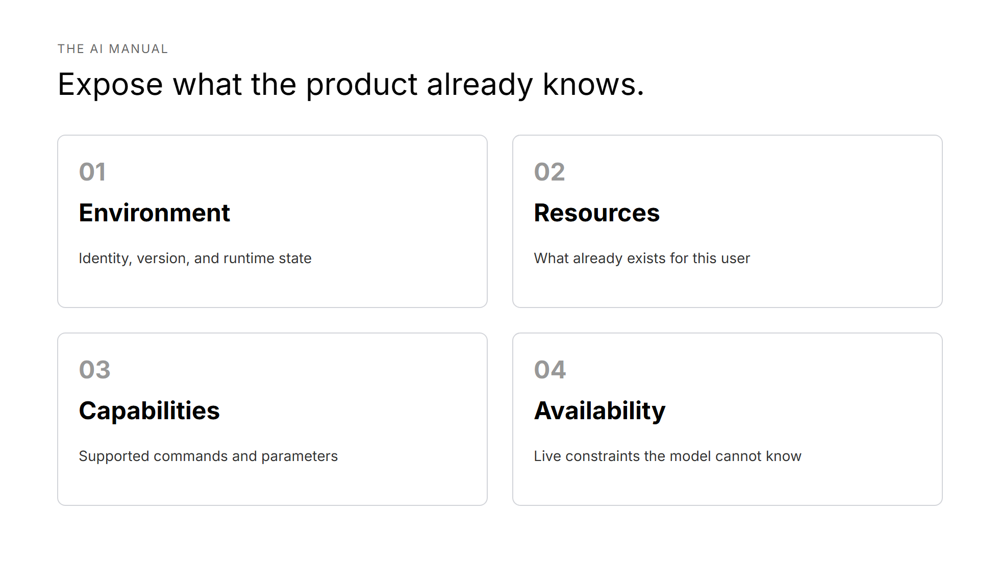 THE AI MANUAL
Expose what the product already knows.
01
Environment
Identity, version, and runtime state
02
Resources
What already exists for this user
03
Capabilities
Supported commands and parameters
04
Availability
Live constraints the model cannot know